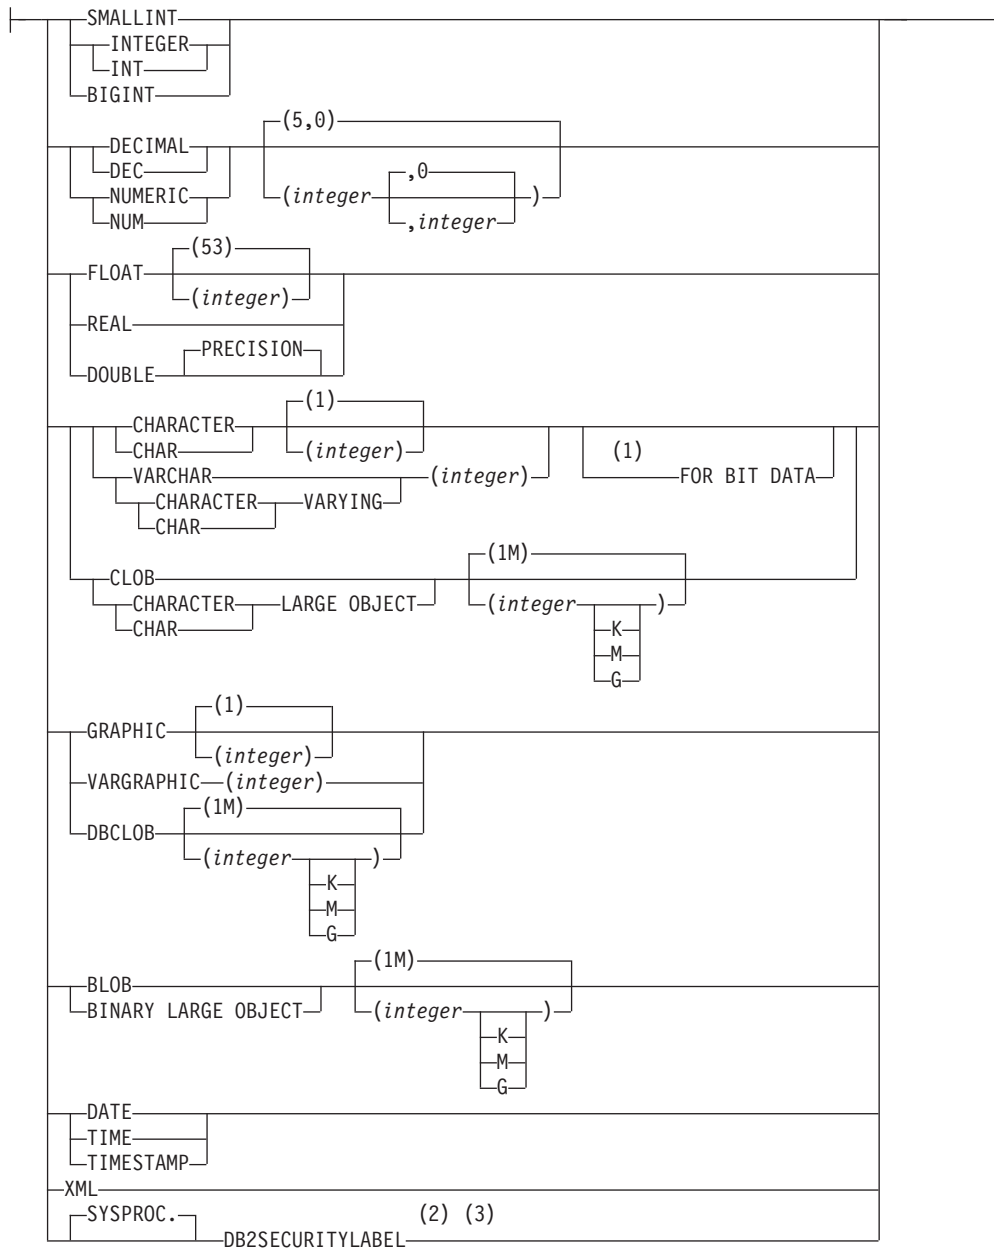 SMALLINT
INTEGER
INT
BIGINT
(5,0)
DECIMAL
DEC
,0
NUMERIC
(integer
)
NUM
,integer
(53)
FLOAT
(integer)
REAL
PRECISION
DOUBLE
(1)
CHARACTER
CHAR
(integer)
(1)
VARCHAR
(integer)
FOR BIT DATA
CHARACTER
VARYING
CHAR
(1M)
CLOB
CHARACTER
LARGE OBJECT
(integer
)
CHAR
K
M
G
(1)
GRAPHIC
(integer)
VARGRAPHIC
(integer)
(1M)
DBCLOB
(integer
)
K
M
G
(1M)
BLOB
BINARY LARGE OBJECT
(integer
)
K
M
G
DATE
TIME
TIMESTAMP
XML
SYSPROC.
(2) (3)
DB2SECURITYLABEL